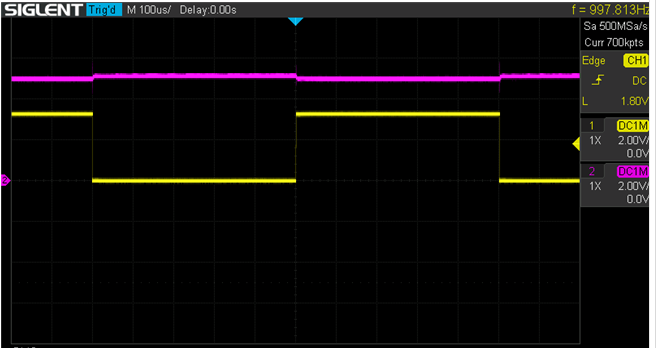 SIGLENT Trig'd M 100us/ Delay:0.00s f = 997.813Hz
Sa 500MSa/s
Curr 700kpts
Edge CH1
DC
L 1.80V
1 DC1M
1X 2.00V/
0.0V
2 DC1M
1X 2.00V/
0.0V
2